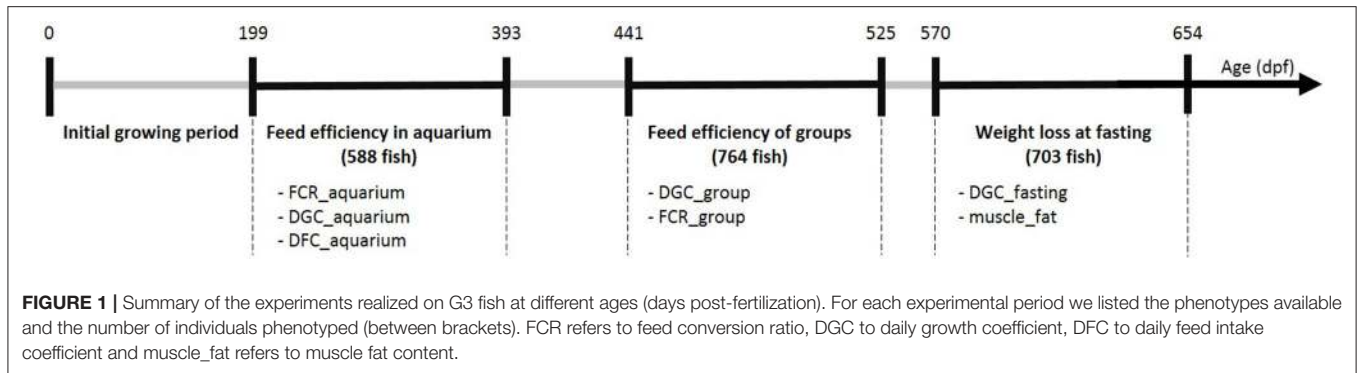 0 199 393 441 525 570 654
Age (dpf)
Initial growing period
Feed efficiency in aquarium
(588 fish)
- FCR_aquarium
- DGC_aquarium
- DFC_aquarium
Feed efficiency of groups
(764 fish)
- DGC_group
- FCR_group
Weight loss at fasting
(703 fish)
- DGC_fasting
- muscle_fat
FIGURE 1 | Summary of the experiments realized on G3 fish at different ages (days post-fertilization). For each experimental period we listed the phenotypes available
and the number of individuals phenotyped (between brackets). FCR refers to feed conversion ratio, DGC to daily growth coefficient, DFC to daily feed intake
coefficient and muscle_fat refers to muscle fat content.